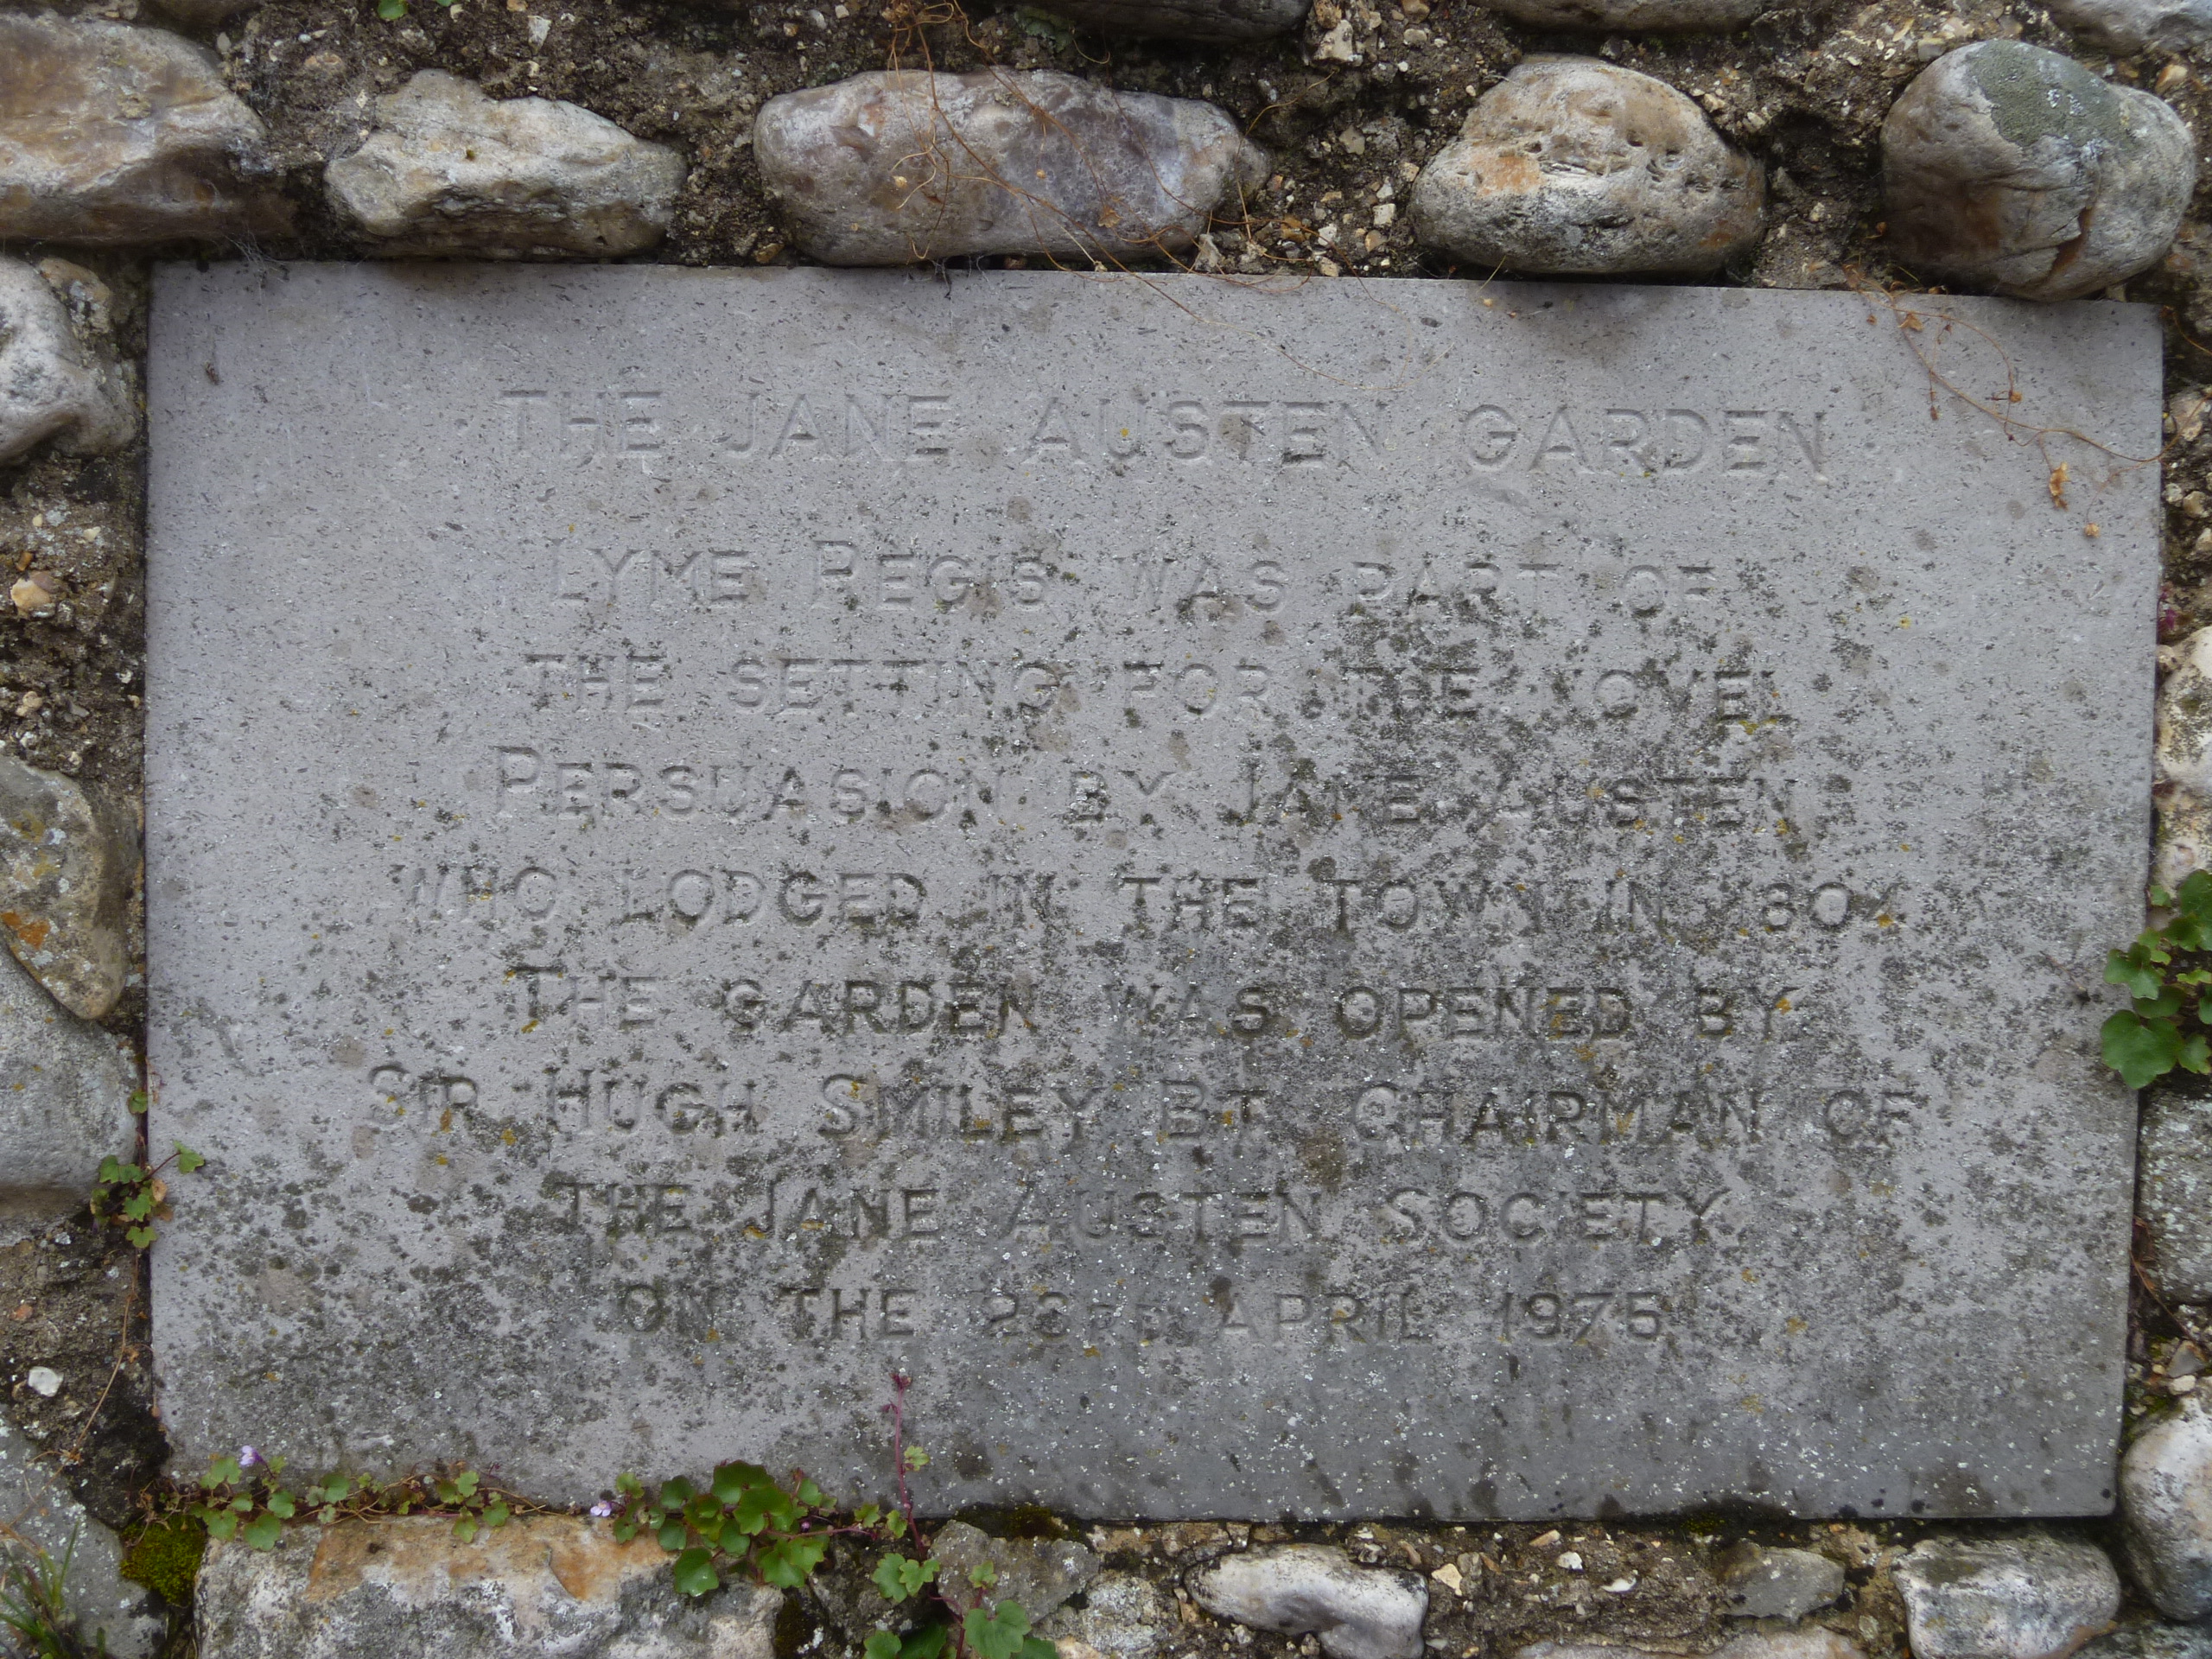 THE JANE AUSTEN GARDEN
LYME REGIS WAS PART OF
THE SETTING FOR THE NOVEL
PERSUASION BY JANE AUSTEN
WHO LODGED IN THE TOWN IN 1804
THE GARDEN WAS OPENED BY
SIR HUGH SMILEY BT. CHAIRMAN OF
THE JANE AUSTEN SOCIETY
ON THE 23RD APRIL 1975